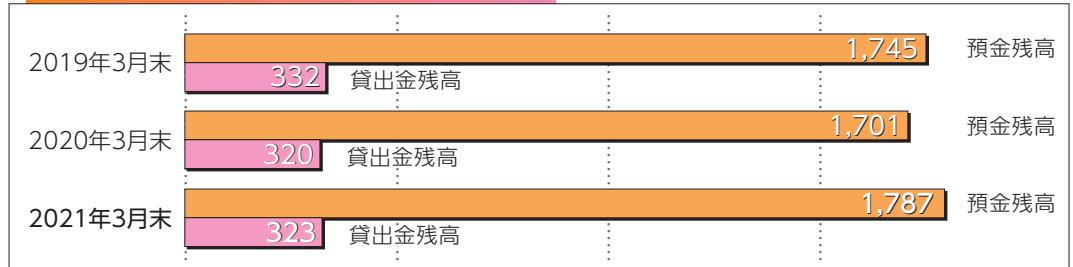 1,745 預金残高
2019年3月末
332 貸出金残高
1,701 預金残高
2020年3月末
320 貸出金残高
1,787 預金残高
2021年3月末
323 貸出金残高